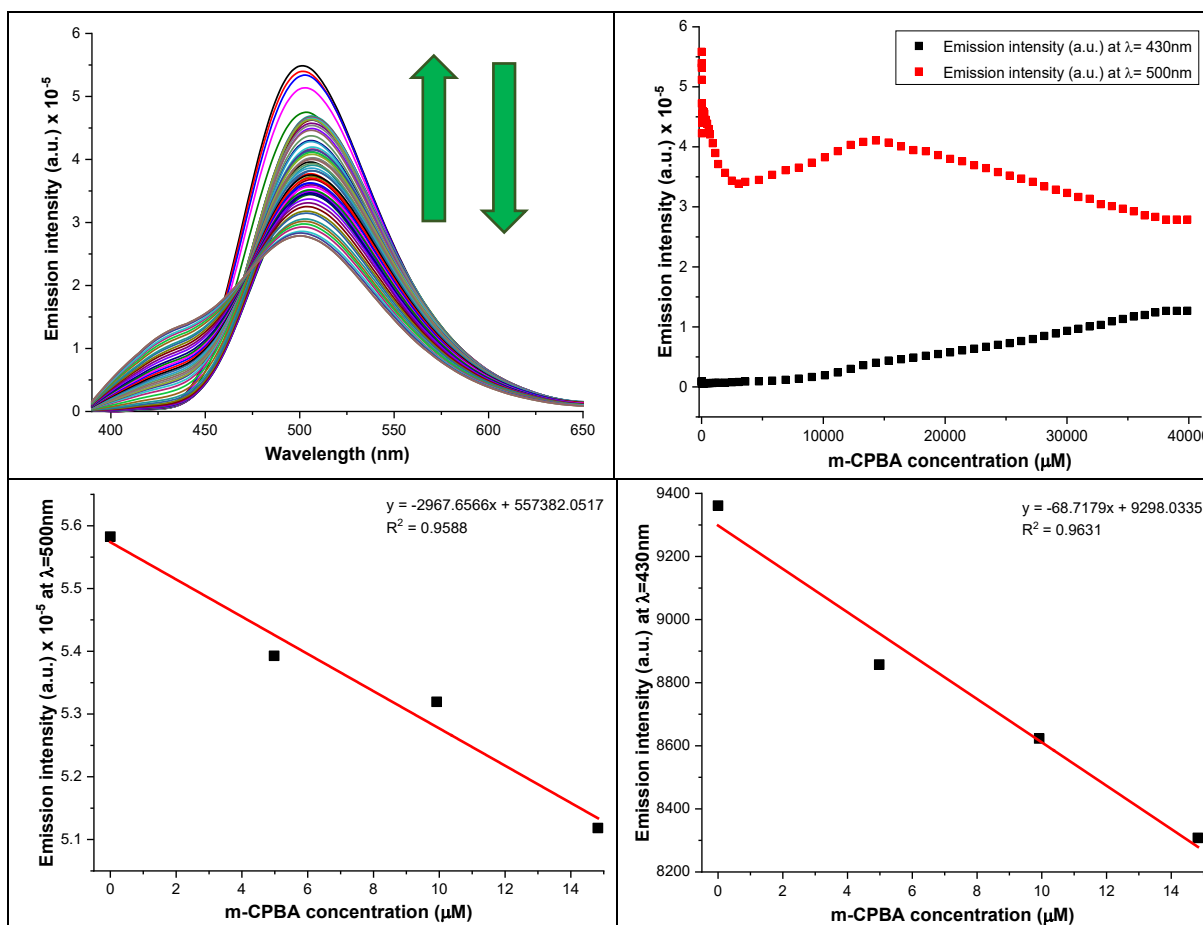 Emission intensity (a.u.) x 10⁻⁵
6
5
4
3
2
1
0
400 450 500 550 600 650
Wavelength (nm)
Emission intensity (a.u.) x 10⁻⁵
6
5
4
3
2
1
0
Emission intensity (a.u.) at λ= 430nm
Emission intensity (a.u.) at λ= 500nm
0 10000 20000 30000 40000
m-CPBA concentration (μM)
Emission intensity (a.u.) x 10⁻⁵ at λ=500nm
5.6
5.5
5.4
5.3
5.2
5.1
y = -2967.6566x + 557382.0517
R² = 0.9588
0 2 4 6 8 10 12 14
m-CPBA concentration (μM)
Emission intensity (a.u.) at λ=430nm
9400
9200
9000
8800
8600
8400
8200
y = -68.7179x + 9298.0335
R² = 0.9631
0 2 4 6 8 10 12 14
m-CPBA concentration (μM)